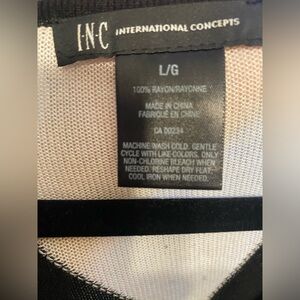 I·N·C INTERNATIONAL CONCEPTS
L/G
100% RAYON/RAYONNE
MADE IN CHINA
FABRIQUÉ EN CHINE
CA 00234
MACHINE WASH COLD. GENTLE
CYCLE WITH LIKE COLORS. ONLY
NON-CHLORINE BLEACH WHEN
NEEDED. RESHAPE DRY FLAT.
COOL IRON WHEN NEEDED.